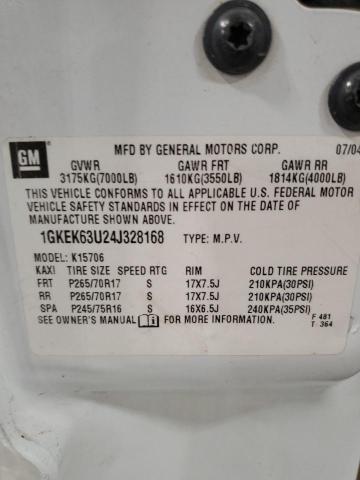 GM
MFD BY GENERAL MOTORS CORP. 07/04
GVWR GAWR FRT GAWR RR
3175KG(7000LB) 1610KG(3550LB) 1814KG(4000LB)
THIS VEHICLE CONFORMS TO ALL APPLICABLE U.S. FEDERAL MOTOR
VEHICLE SAFETY STANDARDS IN EFFECT ON THE DATE OF
MANUFACTURE SHOWN ABOVE.
1GKEK63U24J328168 TYPE: M.P.V.
MODEL: K15706
KAXI TIRE SIZE SPEED RTG RIM COLD TIRE PRESSURE
FRT P265/70R17 S 17X7.5J 210KPA(30PSI)
RR P265/70R17 S 17X7.5J 210KPA(30PSI)
SPA P245/75R16 S 16X6.5J 240KPA(35PSI)
SEE OWNER'S MANUAL FOR MORE INFORMATION. F 481
T 364